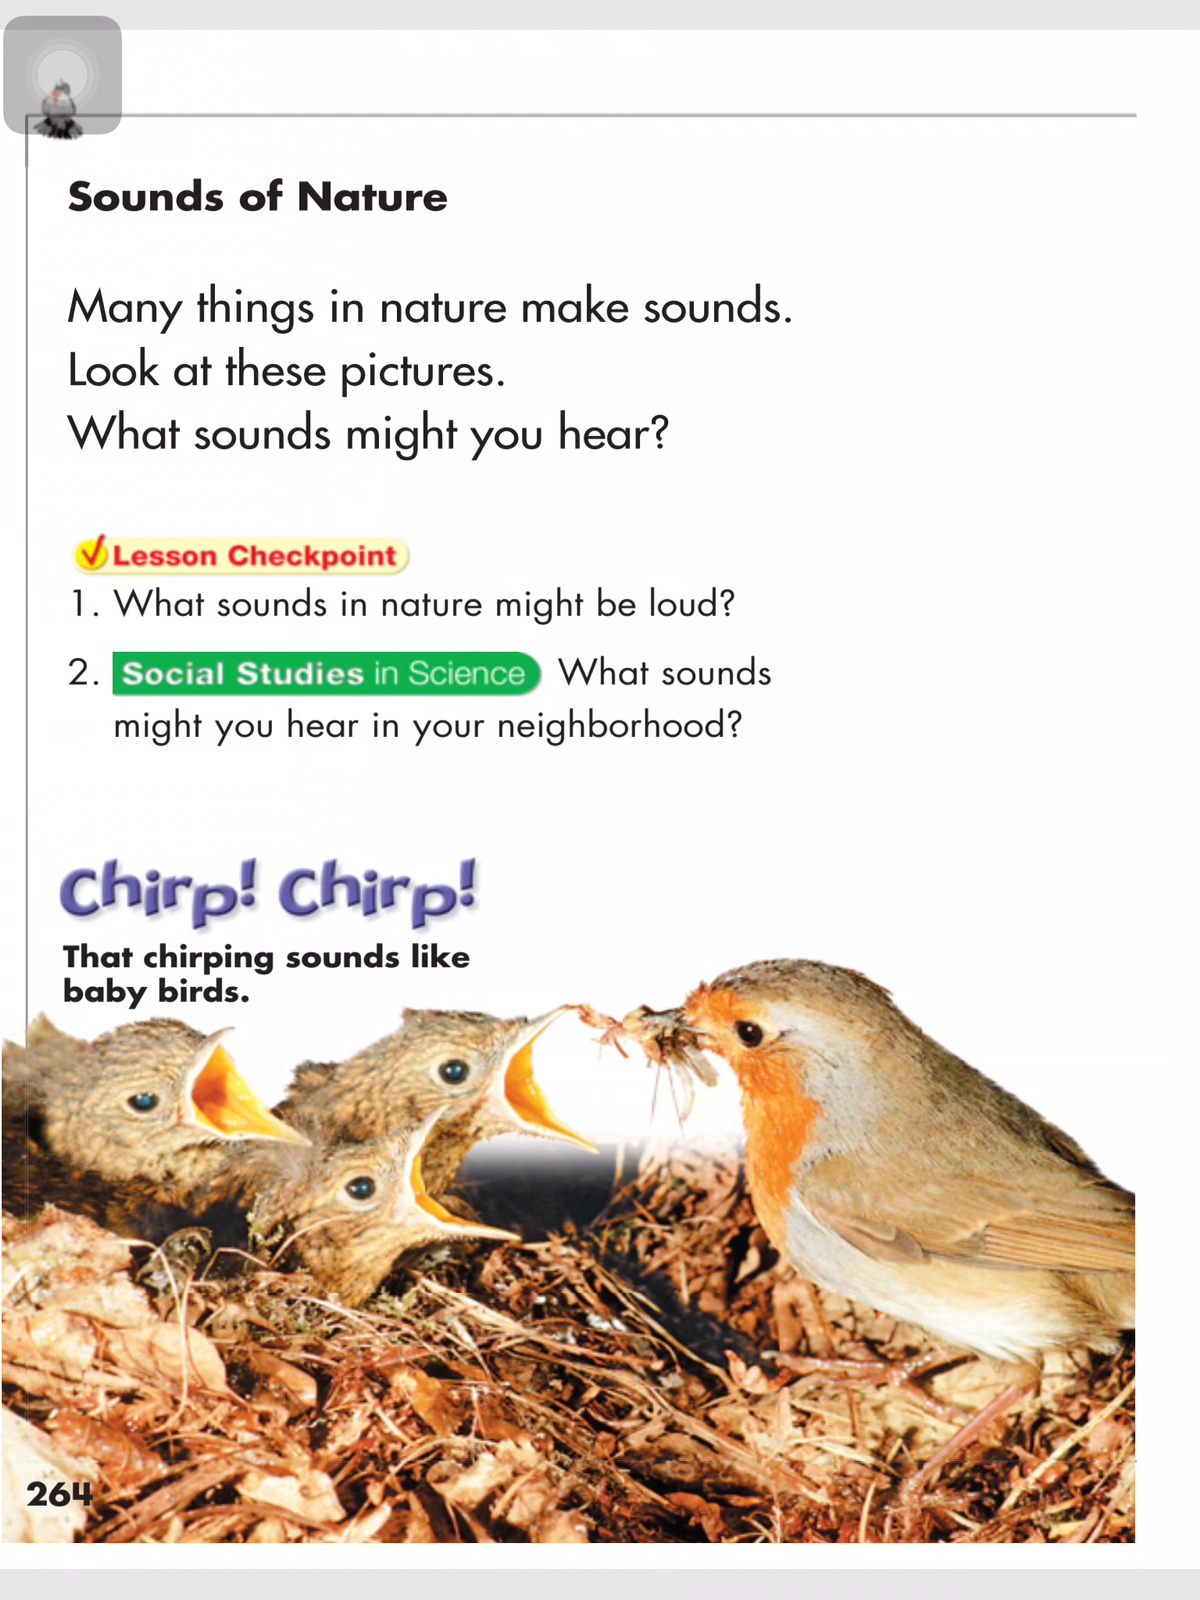 Sounds of Nature
Many things in nature make sounds.
Look at these pictures.
What sounds might you hear?
Lesson Checkpoint
1. What sounds in nature might be loud?
2. Social Studies in Science What sounds
might you hear in your neighborhood?
Chirp! Chirp!
That chirping sounds like
baby birds.
264